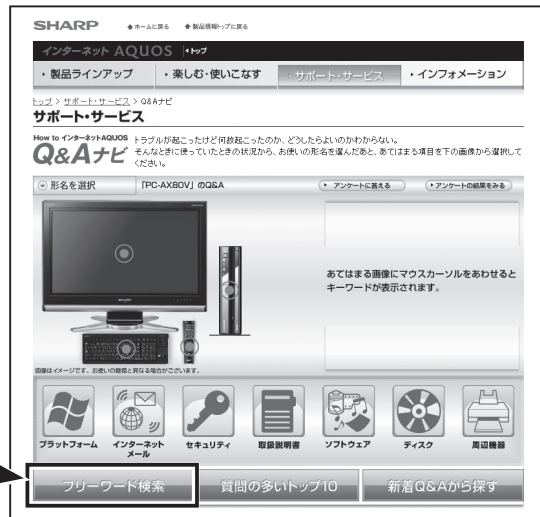 SHARP
ホームに戻る 製品情報トップに戻る
インターネット AQUOS トップ
製品ラインアップ 楽しむ・使いこなす サポート・サービス インフォメーション
トップ > サポート・サービス > Q&Aナビ
サポート・サービス
How to インターネットAQUOS
Q&Aナビ
トラブルが起こったけど何故起こったのか、どうしたらよいのかわからない。
そんなときに使っていたときの状況から、お使いの形名を選んだあと、あてはまる項目を下の画像から選択して
ください。
形名を選択 「PC-AX80V」のQ&A アンケートに答える アンケートの結果をみる
あてはまる画像にマウスカーソルをあわせると
キーワードが表示されます。
SHARP
画像はイメージです。お使いの機種と異なる場合がございます。
プラットフォーム インターネット
メール セキュリティ 取扱説明書 ソフトウェア ディスク 周辺機器
フリーワード検索 質問の多いトップ10 新着Q&Aから探す